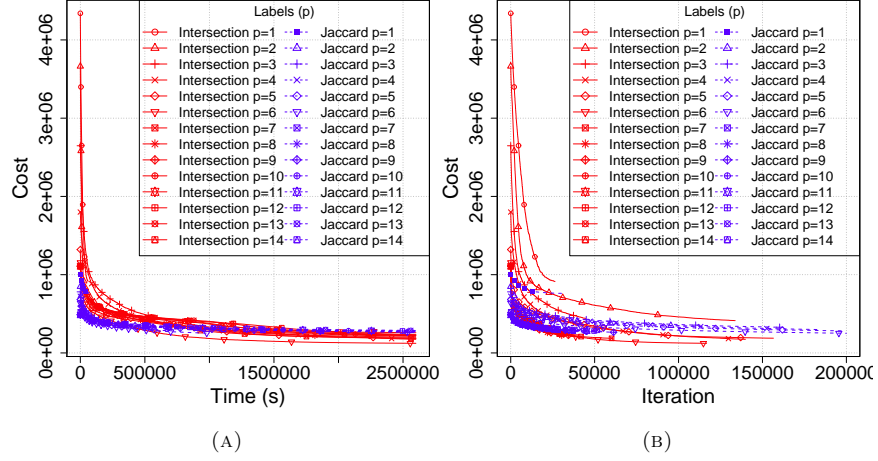 Labels (p)
Intersection p=1 Jaccard p=1
Intersection p=2 Jaccard p=2
Intersection p=3 Jaccard p=3
Intersection p=4 Jaccard p=4
Intersection p=5 Jaccard p=5
Intersection p=6 Jaccard p=6
Intersection p=7 Jaccard p=7
Intersection p=8 Jaccard p=8
Intersection p=9 Jaccard p=9
Intersection p=10 Jaccard p=10
Intersection p=11 Jaccard p=11
Intersection p=12 Jaccard p=12
Intersection p=13 Jaccard p=13
Intersection p=14 Jaccard p=14
4e+06
3e+06
2e+06
1e+06
0e+00
Cost
0 500000 1500000 2500000
Time (s)
(A)
Labels (p)
Intersection p=1 Jaccard p=1
Intersection p=2 Jaccard p=2
Intersection p=3 Jaccard p=3
Intersection p=4 Jaccard p=4
Intersection p=5 Jaccard p=5
Intersection p=6 Jaccard p=6
Intersection p=7 Jaccard p=7
Intersection p=8 Jaccard p=8
Intersection p=9 Jaccard p=9
Intersection p=10 Jaccard p=10
Intersection p=11 Jaccard p=11
Intersection p=12 Jaccard p=12
Intersection p=13 Jaccard p=13
Intersection p=14 Jaccard p=14
4e+06
3e+06
2e+06
1e+06
0e+00
Cost
0 50000 100000 150000 200000
Iteration
(B)